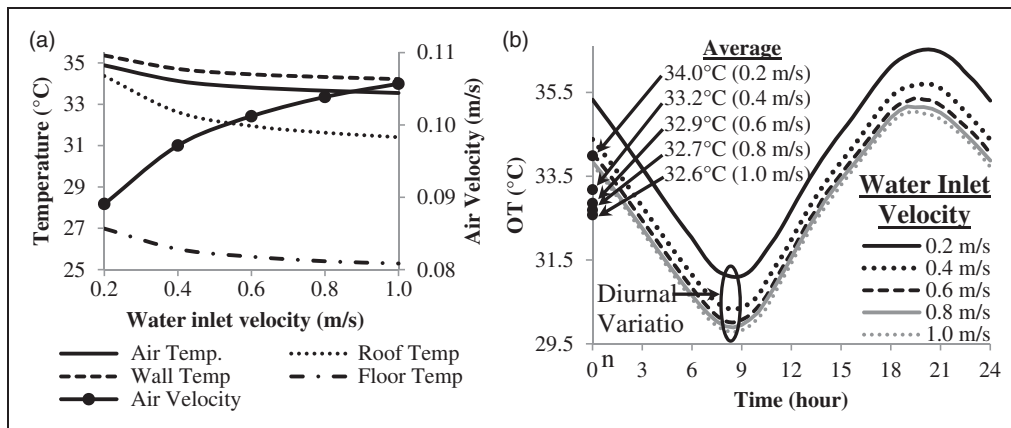 (a)
Temperature (°C)
35
33
31
29
27
25
0.11
0.10
0.09
0.08
Air Velocity (m/s)
0.2 0.4 0.6 0.8 1.0
Water inlet velocity (m/s)
Air Temp.
Roof Temp
Wall Temp
Floor Temp
Air Velocity
(b)
OT (°C)
35.5
33.5
31.5
29.5
Average
34.0°C (0.2 m/s)
33.2°C (0.4 m/s)
32.9°C (0.6 m/s)
32.7°C (0.8 m/s)
32.6°C (1.0 m/s)
Diurnal
Variatio
n
Water Inlet
Velocity
0.2 m/s
0.4 m/s
0.6 m/s
0.8 m/s
1.0 m/s
0 3 6 9 12 15 18 21 24
Time (hour)